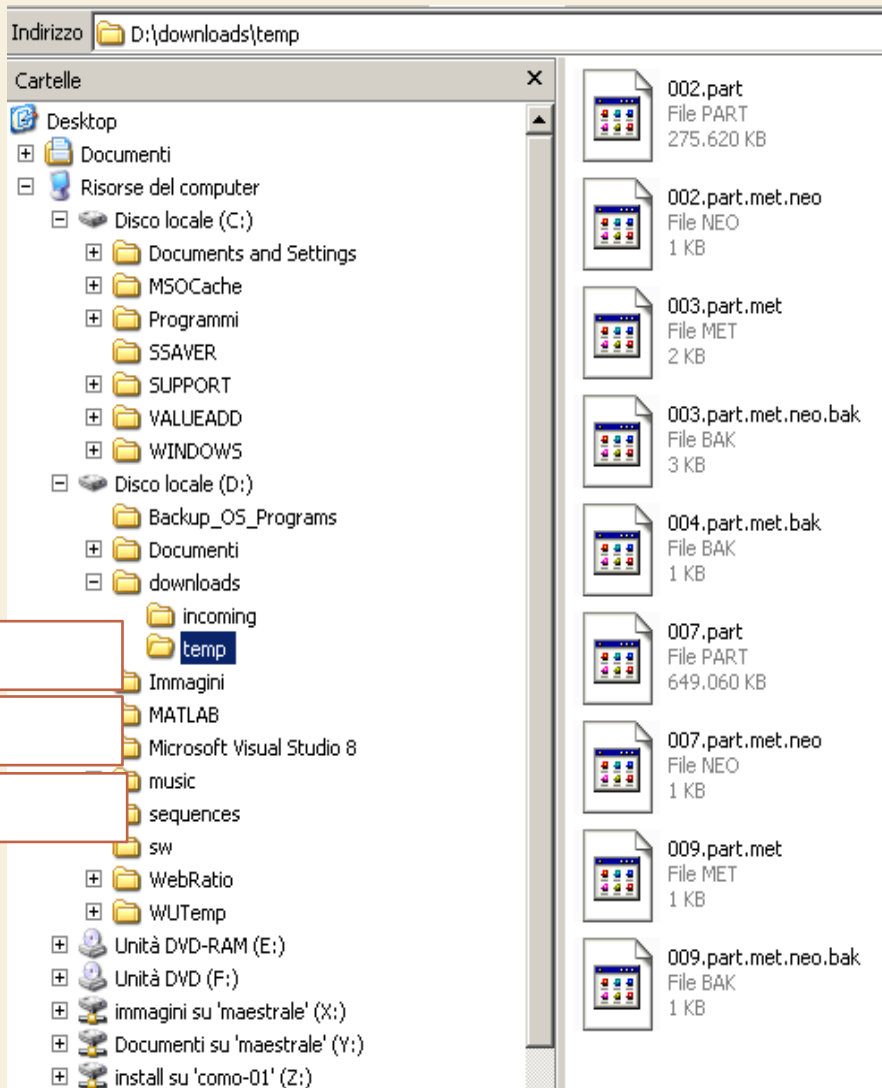 Indirizzo D:\downloads\temp
Cartelle
Desktop
Documenti
Risorse del computer
Disco locale (C:)
Documents and Settings
MSOCache
Programmi
SSAVER
SUPPORT
VALUEADD
WINDOWS
Disco locale (D:)
Backup_OS_Programs
Documenti
downloads
incoming
temp
Immagini
MATLAB
Microsoft Visual Studio 8
music
sequences
sw
WebRatio
WUTemp
Unità DVD-RAM (E:)
Unità DVD (F:)
immagini su 'maestrale' (X:)
Documenti su 'maestrale' (Y:)
install su 'como-01' (Z:)
002.part
File PART
275.620 KB
002.part.met.neo
File NEO
1 KB
003.part.met
File MET
2 KB
003.part.met.neo.bak
File BAK
3 KB
004.part.met.bak
File BAK
1 KB
007.part
File PART
649.060 KB
007.part.met.neo
File NEO
1 KB
009.part.met
File MET
1 KB
009.part.met.neo.bak
File BAK
1 KB